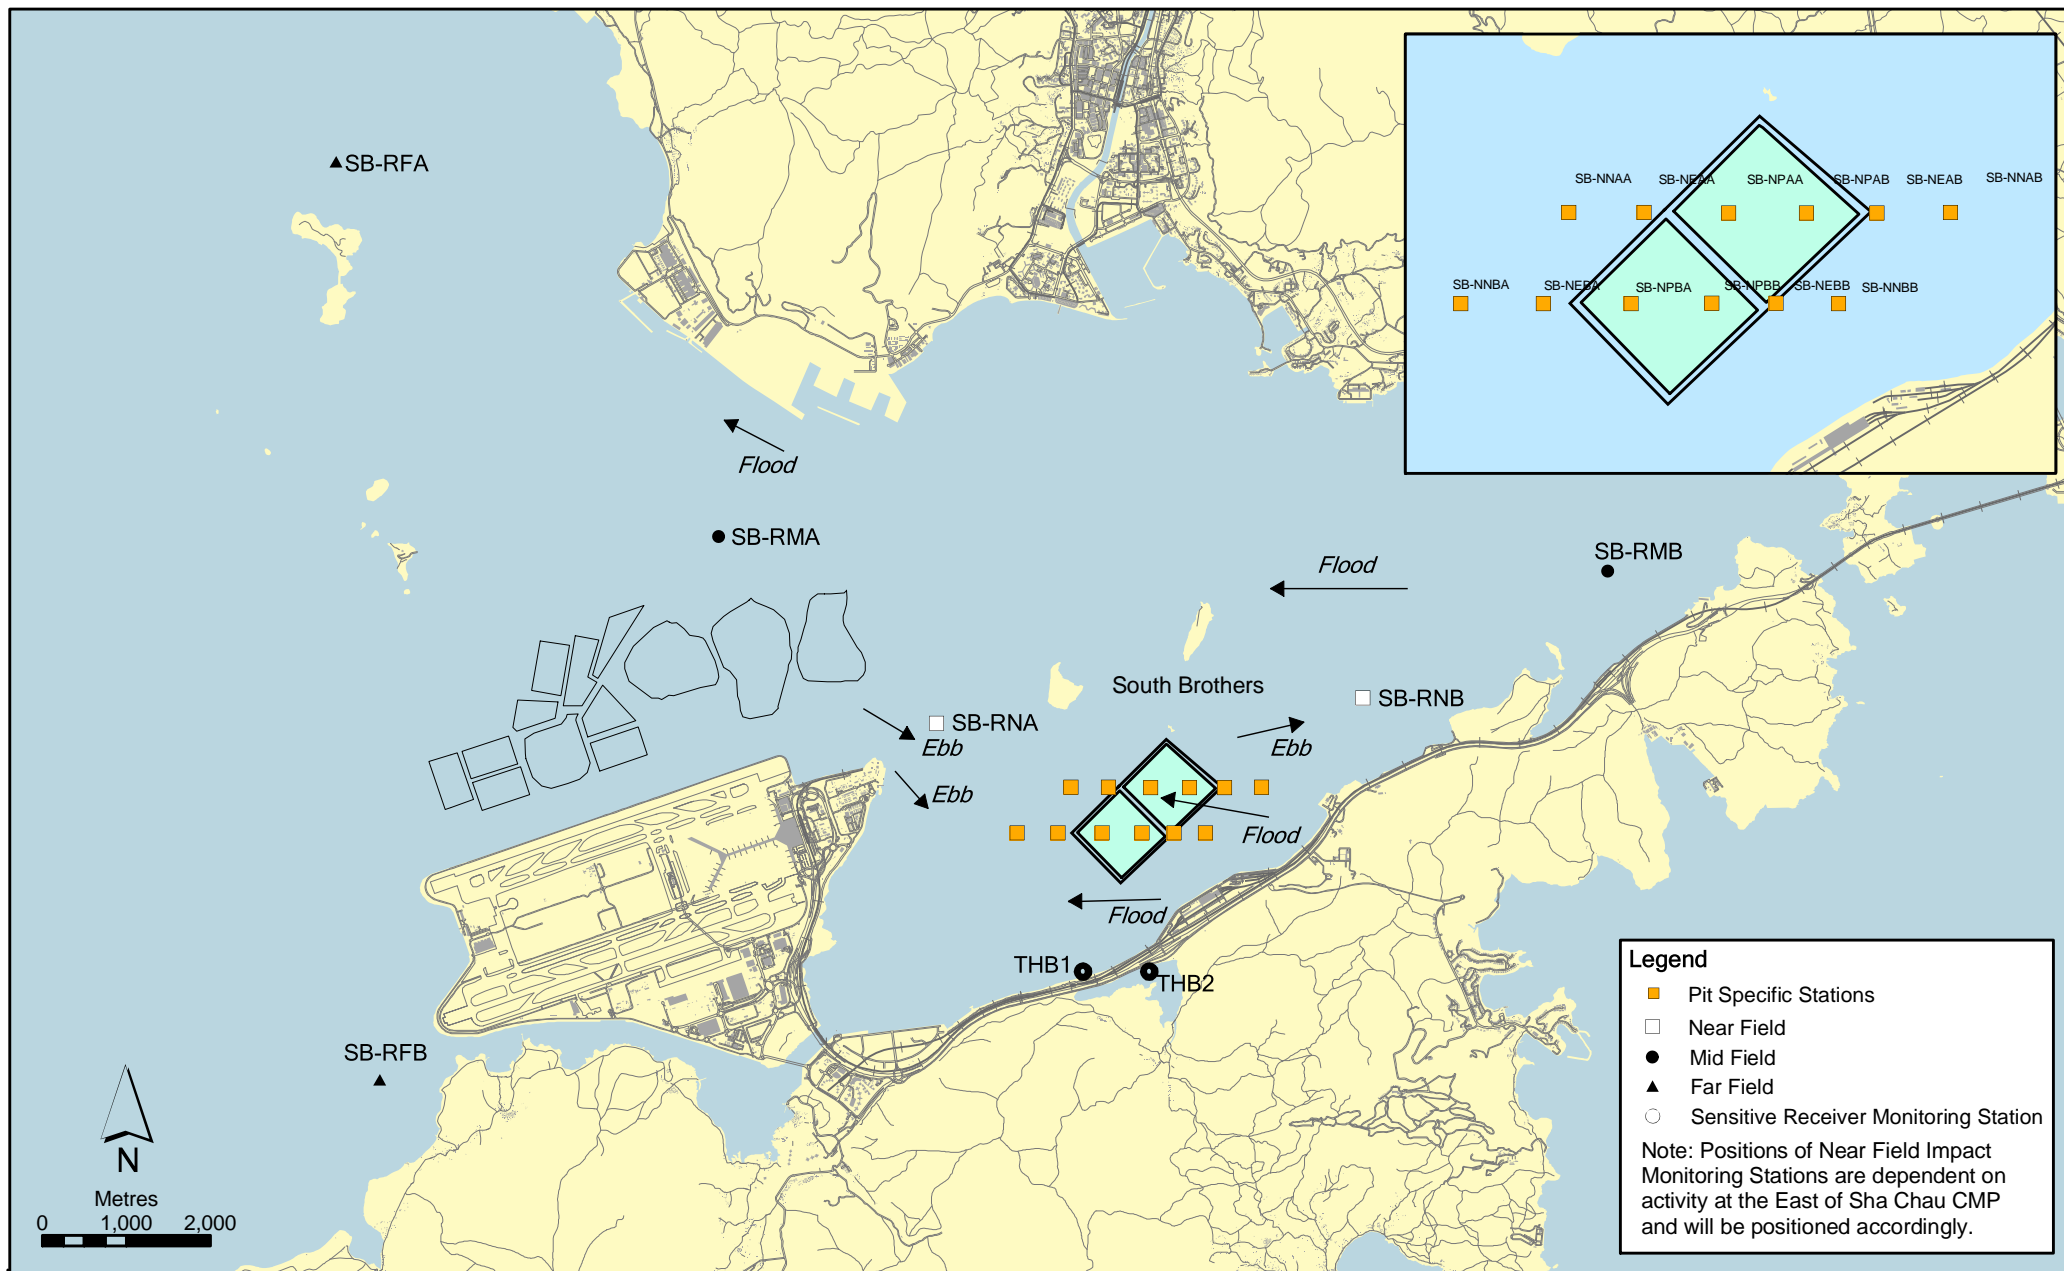 SB-RFA
SB-NNAA
SB-NEAA
SB-NPAA
SB-NPAB
SB-NEAB
SB-NNAB
SB-NNBA
SB-NEBA
SB-NPBA
SB-NPBB
SB-NEBB
SB-NNBB
Flood
SB-RMA
SB-RMB
Flood
South Brothers
SB-RNB
SB-RNA
Ebb
Ebb
Ebb
Flood
Flood
THB1
THB2
SB-RFB
N
Metres
0 1,000 2,000
Legend
Pit Specific Stations
Near Field
Mid Field
Far Field
Sensitive Receiver Monitoring Station
Note: Positions of Near Field Impact
Monitoring Stations are dependent on
activity at the East of Sha Chau CMP
and will be positioned accordingly.